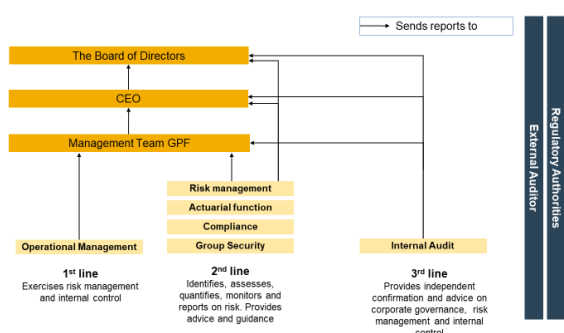 Sends reports to
The Board of Directors
CEO
Management Team GPF
Risk management
Actuarial function
Compliance
Group Security
Operational Management
Internal Audit
1st line
Exercises risk management
and internal control
2nd line
Identifies, assesses,
quantifies, monitors and
reports on risk. Provides
advice and guidance
3rd line
Provides independent
confirmation and advice on
corporate governance, risk
management and internal
control
External Auditor
Regulatory Authorities